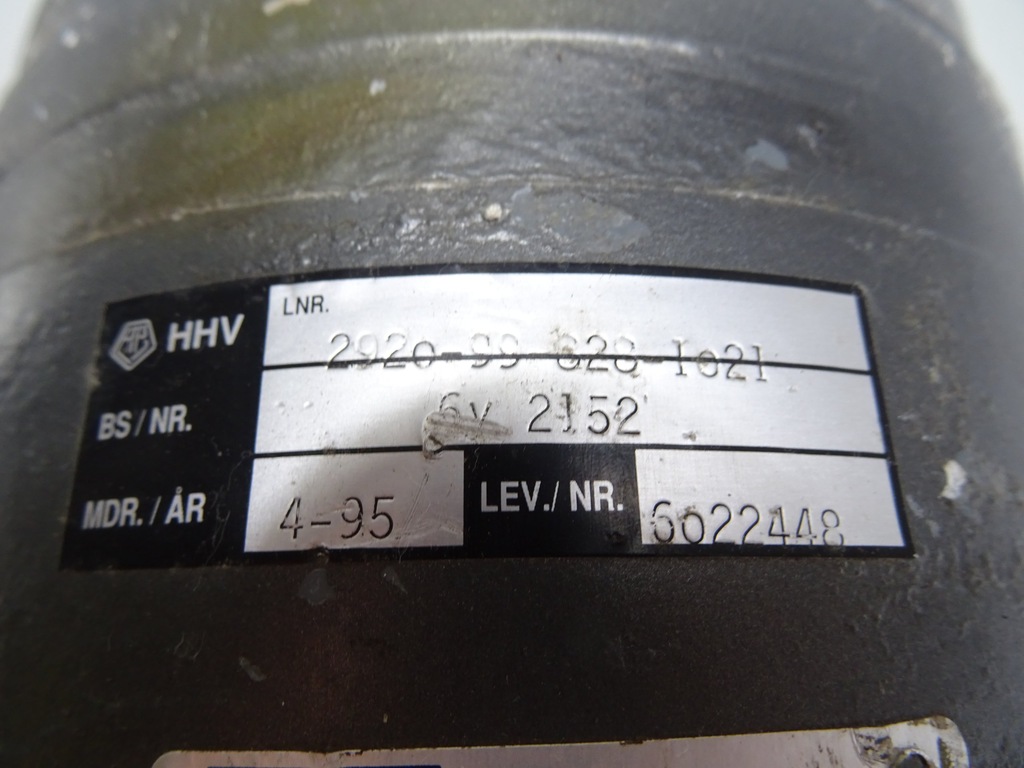 HHV
LNR. 2920-99-828-1021
BS / NR. 6V 2152
MDR. / ÅR 4-95 LEV. / NR. 6022448